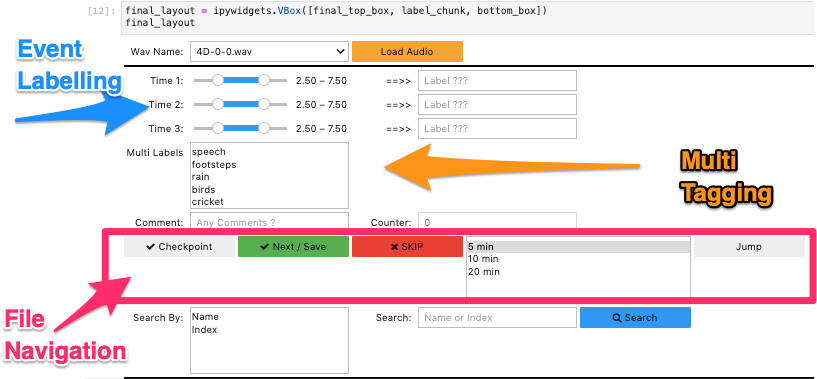 [12]: final_layout = ipywidgets.VBox([final_top_box, label_chunk, bottom_box])
final_layout
Wav Name: 4D-0-0.wav Load Audio
Event
Labelling
Time 1: 2.50 – 7.50 ==>> Label ???
Time 2: 2.50 – 7.50 ==>> Label ???
Time 3: 2.50 – 7.50 ==>> Label ???
Multi Labels speech
footsteps
rain
birds
cricket
Multi
Tagging
Comment: Any Comments ? Counter: 0
Checkpoint Next / Save SKIP 5 min Jump
10 min
20 min
File
Navigation
Search By: Name Search: Name or Index Search
Index